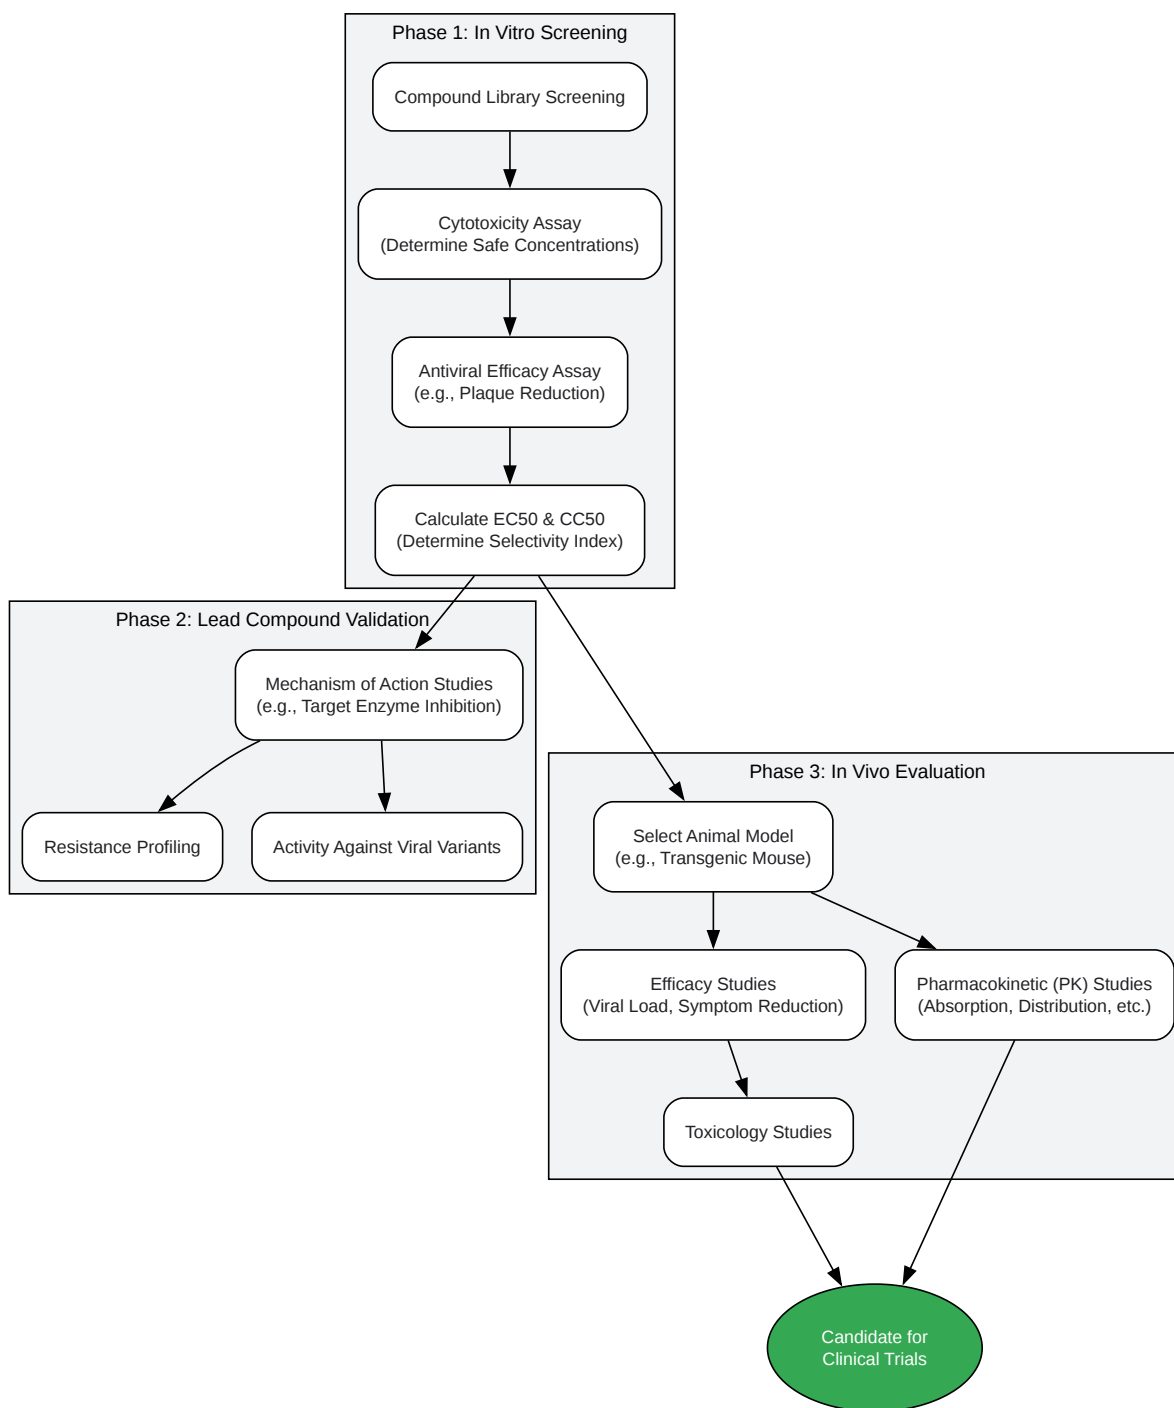 Phase 1: In Vitro Screening
Compound Library Screening
Cytotoxicity Assay
(Determine Safe Concentrations)
Antiviral Efficacy Assay
(e.g., Plaque Reduction)
Calculate EC50 & CC50
(Determine Selectivity Index)
Phase 2: Lead Compound Validation
Mechanism of Action Studies
(e.g., Target Enzyme Inhibition)
Resistance Profiling
Activity Against Viral Variants
Phase 3: In Vivo Evaluation
Select Animal Model
(e.g., Transgenic Mouse)
Efficacy Studies
(Viral Load, Symptom Reduction)
Pharmacokinetic (PK) Studies
(Absorption, Distribution, etc.)
Toxicology Studies
Candidate for
Clinical Trials